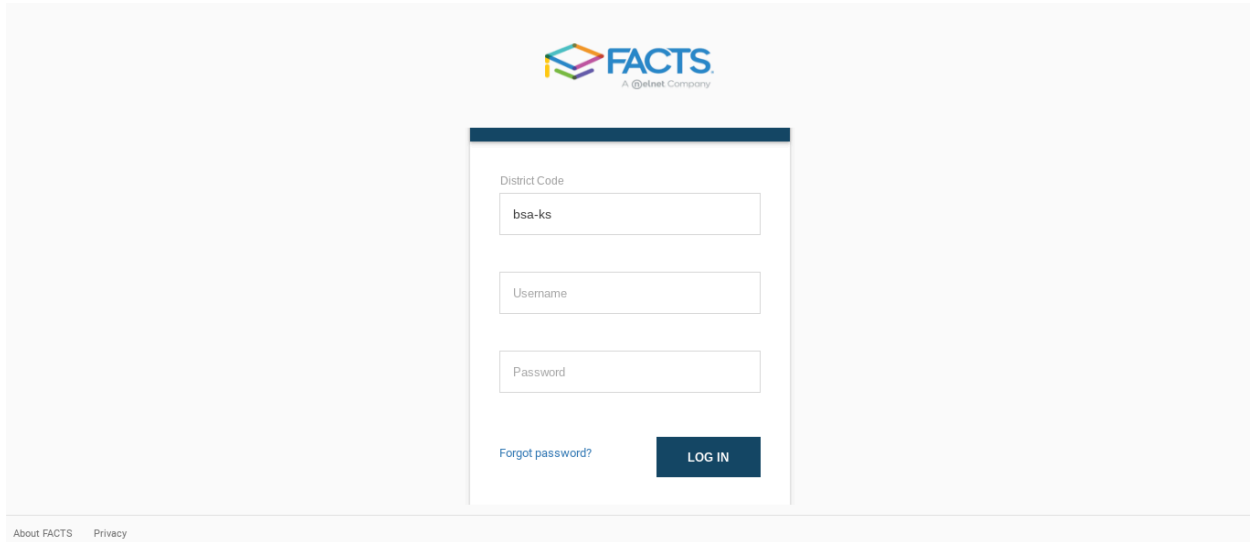 FACTS.
A nelnet Company
District Code
bsa-ks
Username
Password
Forgot password?
LOG IN
About FACTS
Privacy